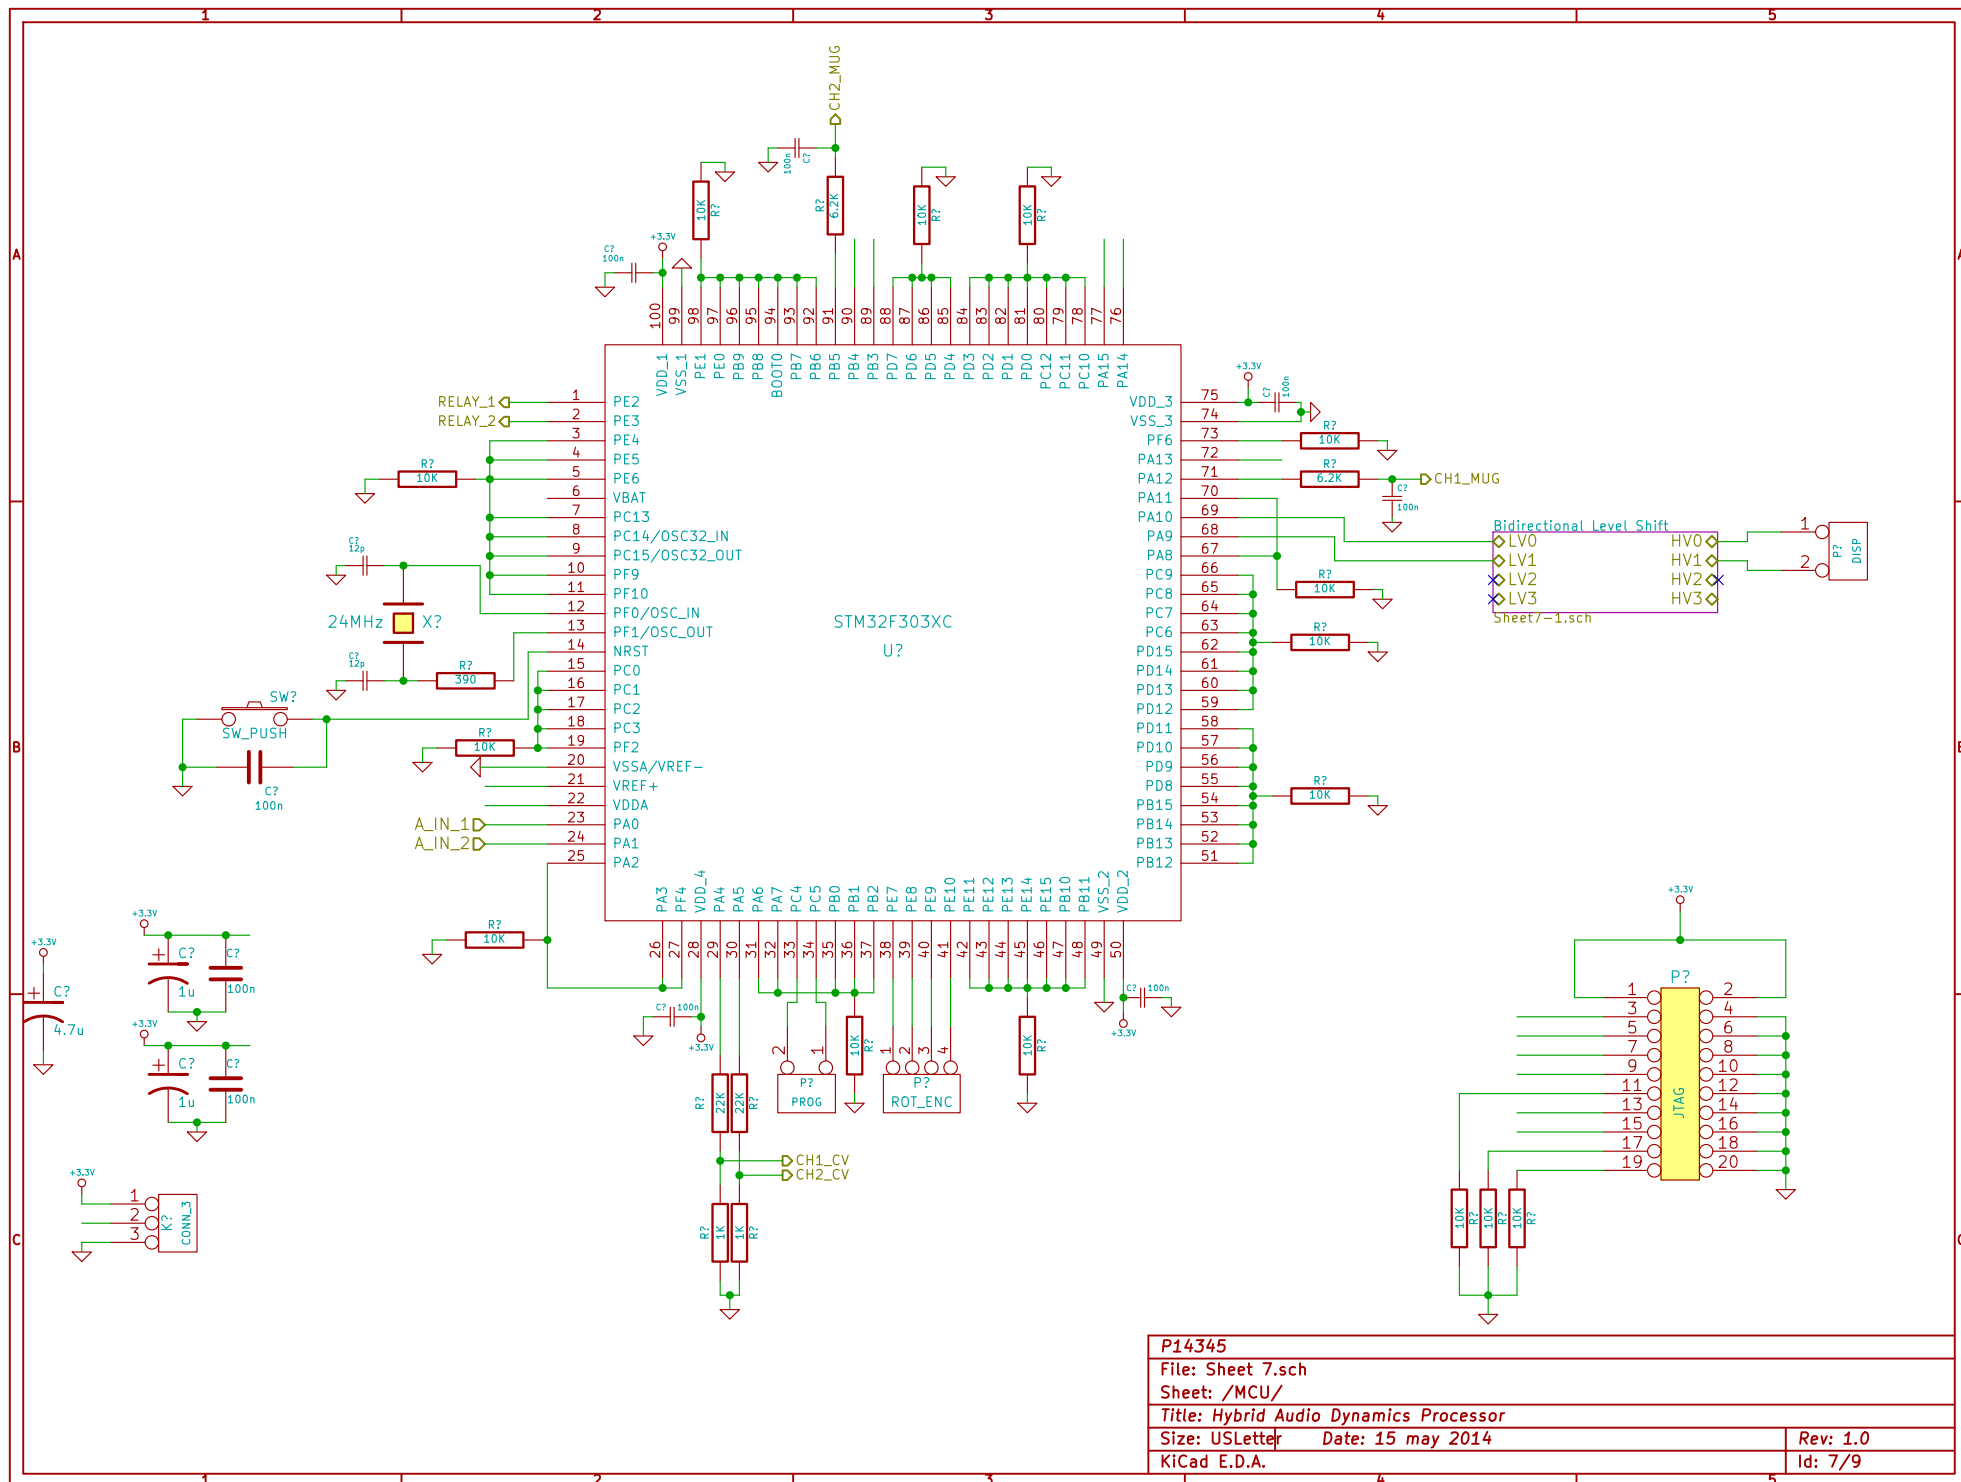 1 2 3 4 5
A
B
C
CH2_MUG
100n
C?
10K
R?
R?
6.2K
10K
R?
10K
R?
+3.3V
C?
100n
100 99 98 97 96 95 94 93 92 91 90 89 88 87 86 85 84 83 82 81 80 79 78 77 76
VDD_1 VSS_1 PE1 PE0 PB9 PB8 BOOT0 PB7 PB6 PB5 PB4 PB3 PD7 PD6 PD5 PD4 PD3 PD2 PD1 PD0 PC12 PC11 PC10 PA15 PA14
RELAY_1 1 PE2
RELAY_2 2 PE3
3 PE4
4 PE5
5 PE6
6 VBAT
7 PC13
8 PC14/OSC32_IN
9 PC15/OSC32_OUT
10 PF9
11 PF10
12 PF0/OSC_IN
13 PF1/OSC_OUT
14 NRST
15 PC0
16 PC1
17 PC2
18 PC3
19 PF2
20 VSSA/VREF-
21 VREF+
22 VDDA
A_IN_1 23 PA0
A_IN_2 24 PA1
25 PA2
R?
10K
C?
12p
24MHz X?
C?
12p
R?
390
SW?
SW_PUSH
C?
100n
R?
10K
R?
10K
STM32F303XC
U?
VDD_3 75
VSS_3 74
PF6 73
PA13 72
PA12 71
PA11 70
PA10 69
PA9 68
PA8 67
PC9 66
PC8 65
PC7 64
PC6 63
PD15 62
PD14 61
PD13 60
PD12 59
PD11 58
PD10 57
PD9 56
PD8 55
PB15 54
PB14 53
PB13 52
PB12 51
+3.3V
C?
100n
R?
10K
R?
6.2K
CH1_MUG
C?
100n
R?
10K
R?
10K
R?
10K
Bidirectional Level Shift
LV0 HV0
LV1 HV1
LV2 HV2
LV3 HV3
Sheet7-1.sch
1
2
P?
DISP
PA3 PF4 VDD_4 PA4 PA5 PA6 PA7 PC4 PC5 PB0 PB1 PB2 PE7 PE8 PE9 PE10 PE11 PE12 PE13 PE14 PE15 PB10 PB11 VSS_2 VDD_2
26 27 28 29 30 31 32 33 34 35 36 37 38 39 40 41 42 43 44 45 46 47 48 49 50
C? 100n
+3.3V
C? 100n
+3.3V
2 1
P?
PROG
10K
R?
1 2 3 4
P?
ROT_ENC
10K
R?
R?
22K
22K
R?
CH1_CV
CH2_CV
R?
1K
1K
R?
+3.3V
C?
4.7u
+3.3V
C?
1u
C?
100n
+3.3V
C?
1u
C?
100n
+3.3V
1
2
3
K?
CONN_3
+3.3V
P?
1 2
3 4
5 6
7 8
9 10
11 12
13 14
15 16
17 18
19 20
JTAG
10K
R?
10K
R?
10K
R?
P14345
File: Sheet 7.sch
Sheet: /MCU/
Title: Hybrid Audio Dynamics Processor
Size: USLetter Date: 15 may 2014 Rev: 1.0
KiCad E.D.A. Id: 7/9
1 2 3 4 5